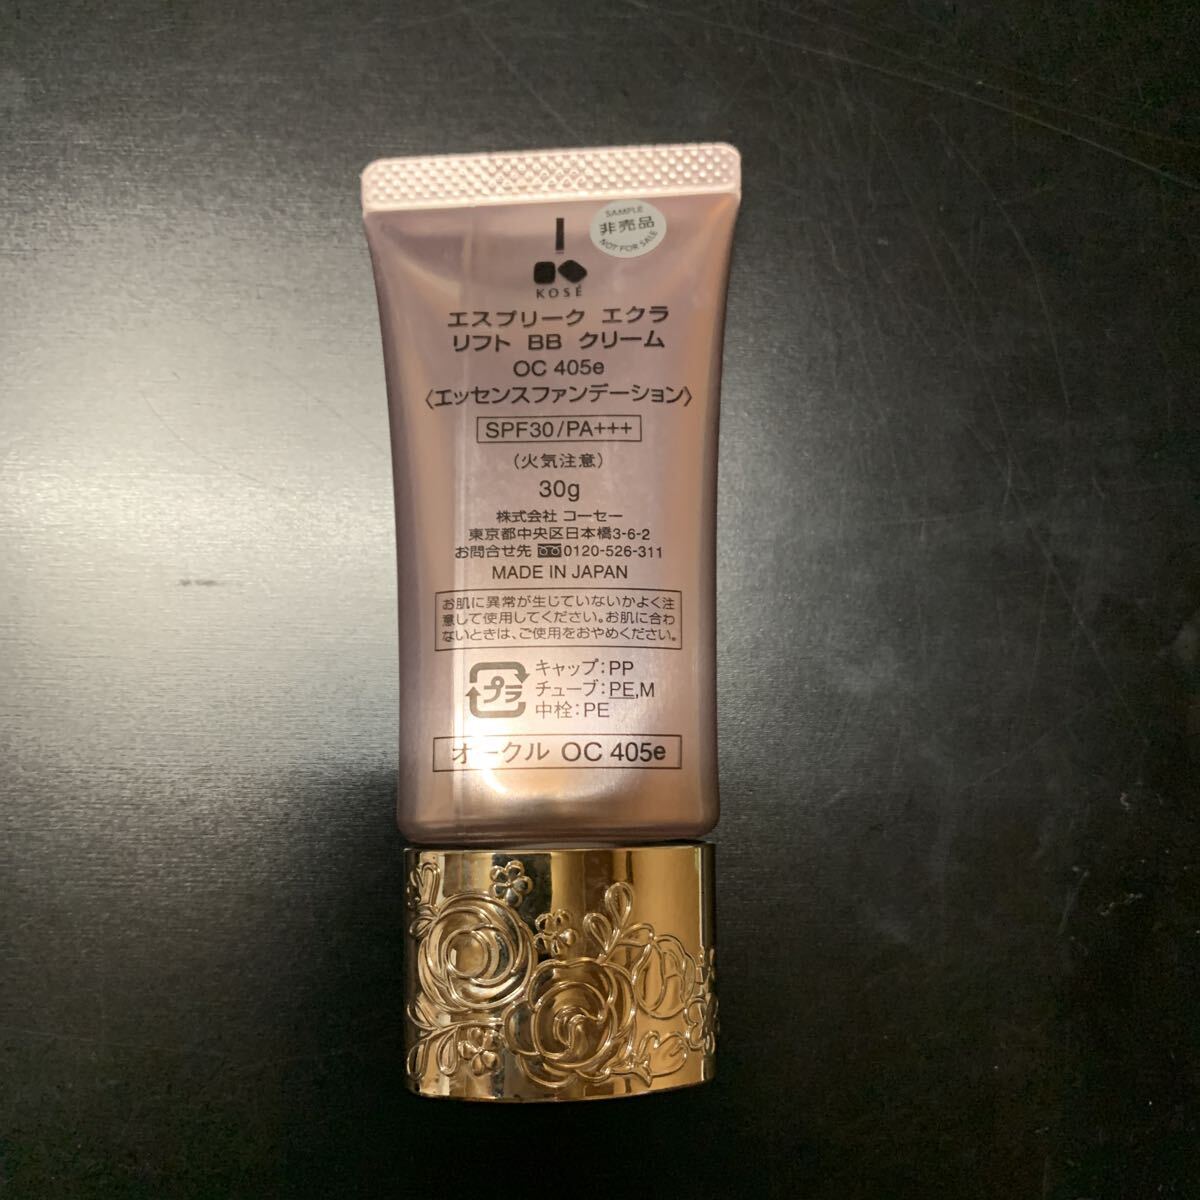 SAMPLE
非売品
NOT FOR SALE
KOSÉ
エスプリーク エクラ
リフト BB クリーム
OC 405e
〈エッセンスファンデーション〉
SPF30/PA+++
(火気注意)
30g
株式会社 コーセー
東京都中央区日本橋3-6-2
お問合せ先 0120-526-311
MADE IN JAPAN
お肌に異常が生じていないかよく注
意して使用してください。お肌に合わ
ないときは、ご使用をおやめください。
プラ
キャップ:PP
チューブ:PE,M
中栓:PE
オークル OC 405e